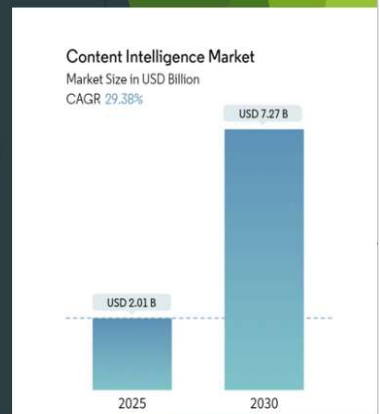 Content Intelligence Market
Market Size in USD Billion
CAGR 29.38%
USD 7.27 B
USD 2.01 B
2025
2030